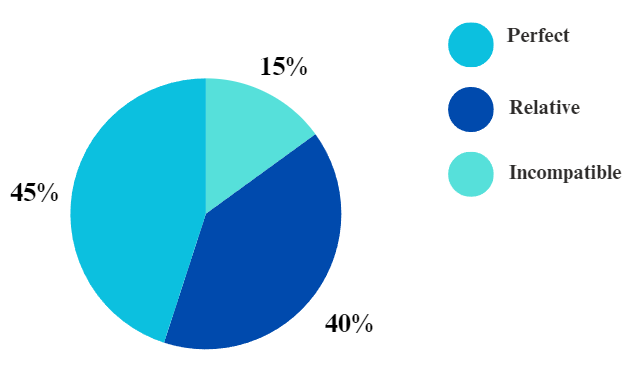 15%
45%
40%
Perfect
Relative
Incompatible